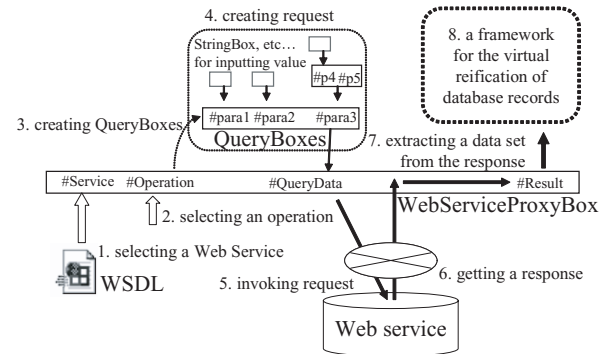 4. creating request
StringBox, etc…
for inputting value
#p4 #p5
#para1 #para2 #para3
QueryBoxes
3. creating QueryBoxes
8. a framework
for the virtual
reification of
database records
7. extracting a data set
from the response
#Service #Operation #QueryData #Result
WebServiceProxyBox
2. selecting an operation
1. selecting a Web Service
WSDL
5. invoking request
6. getting a response
Web service